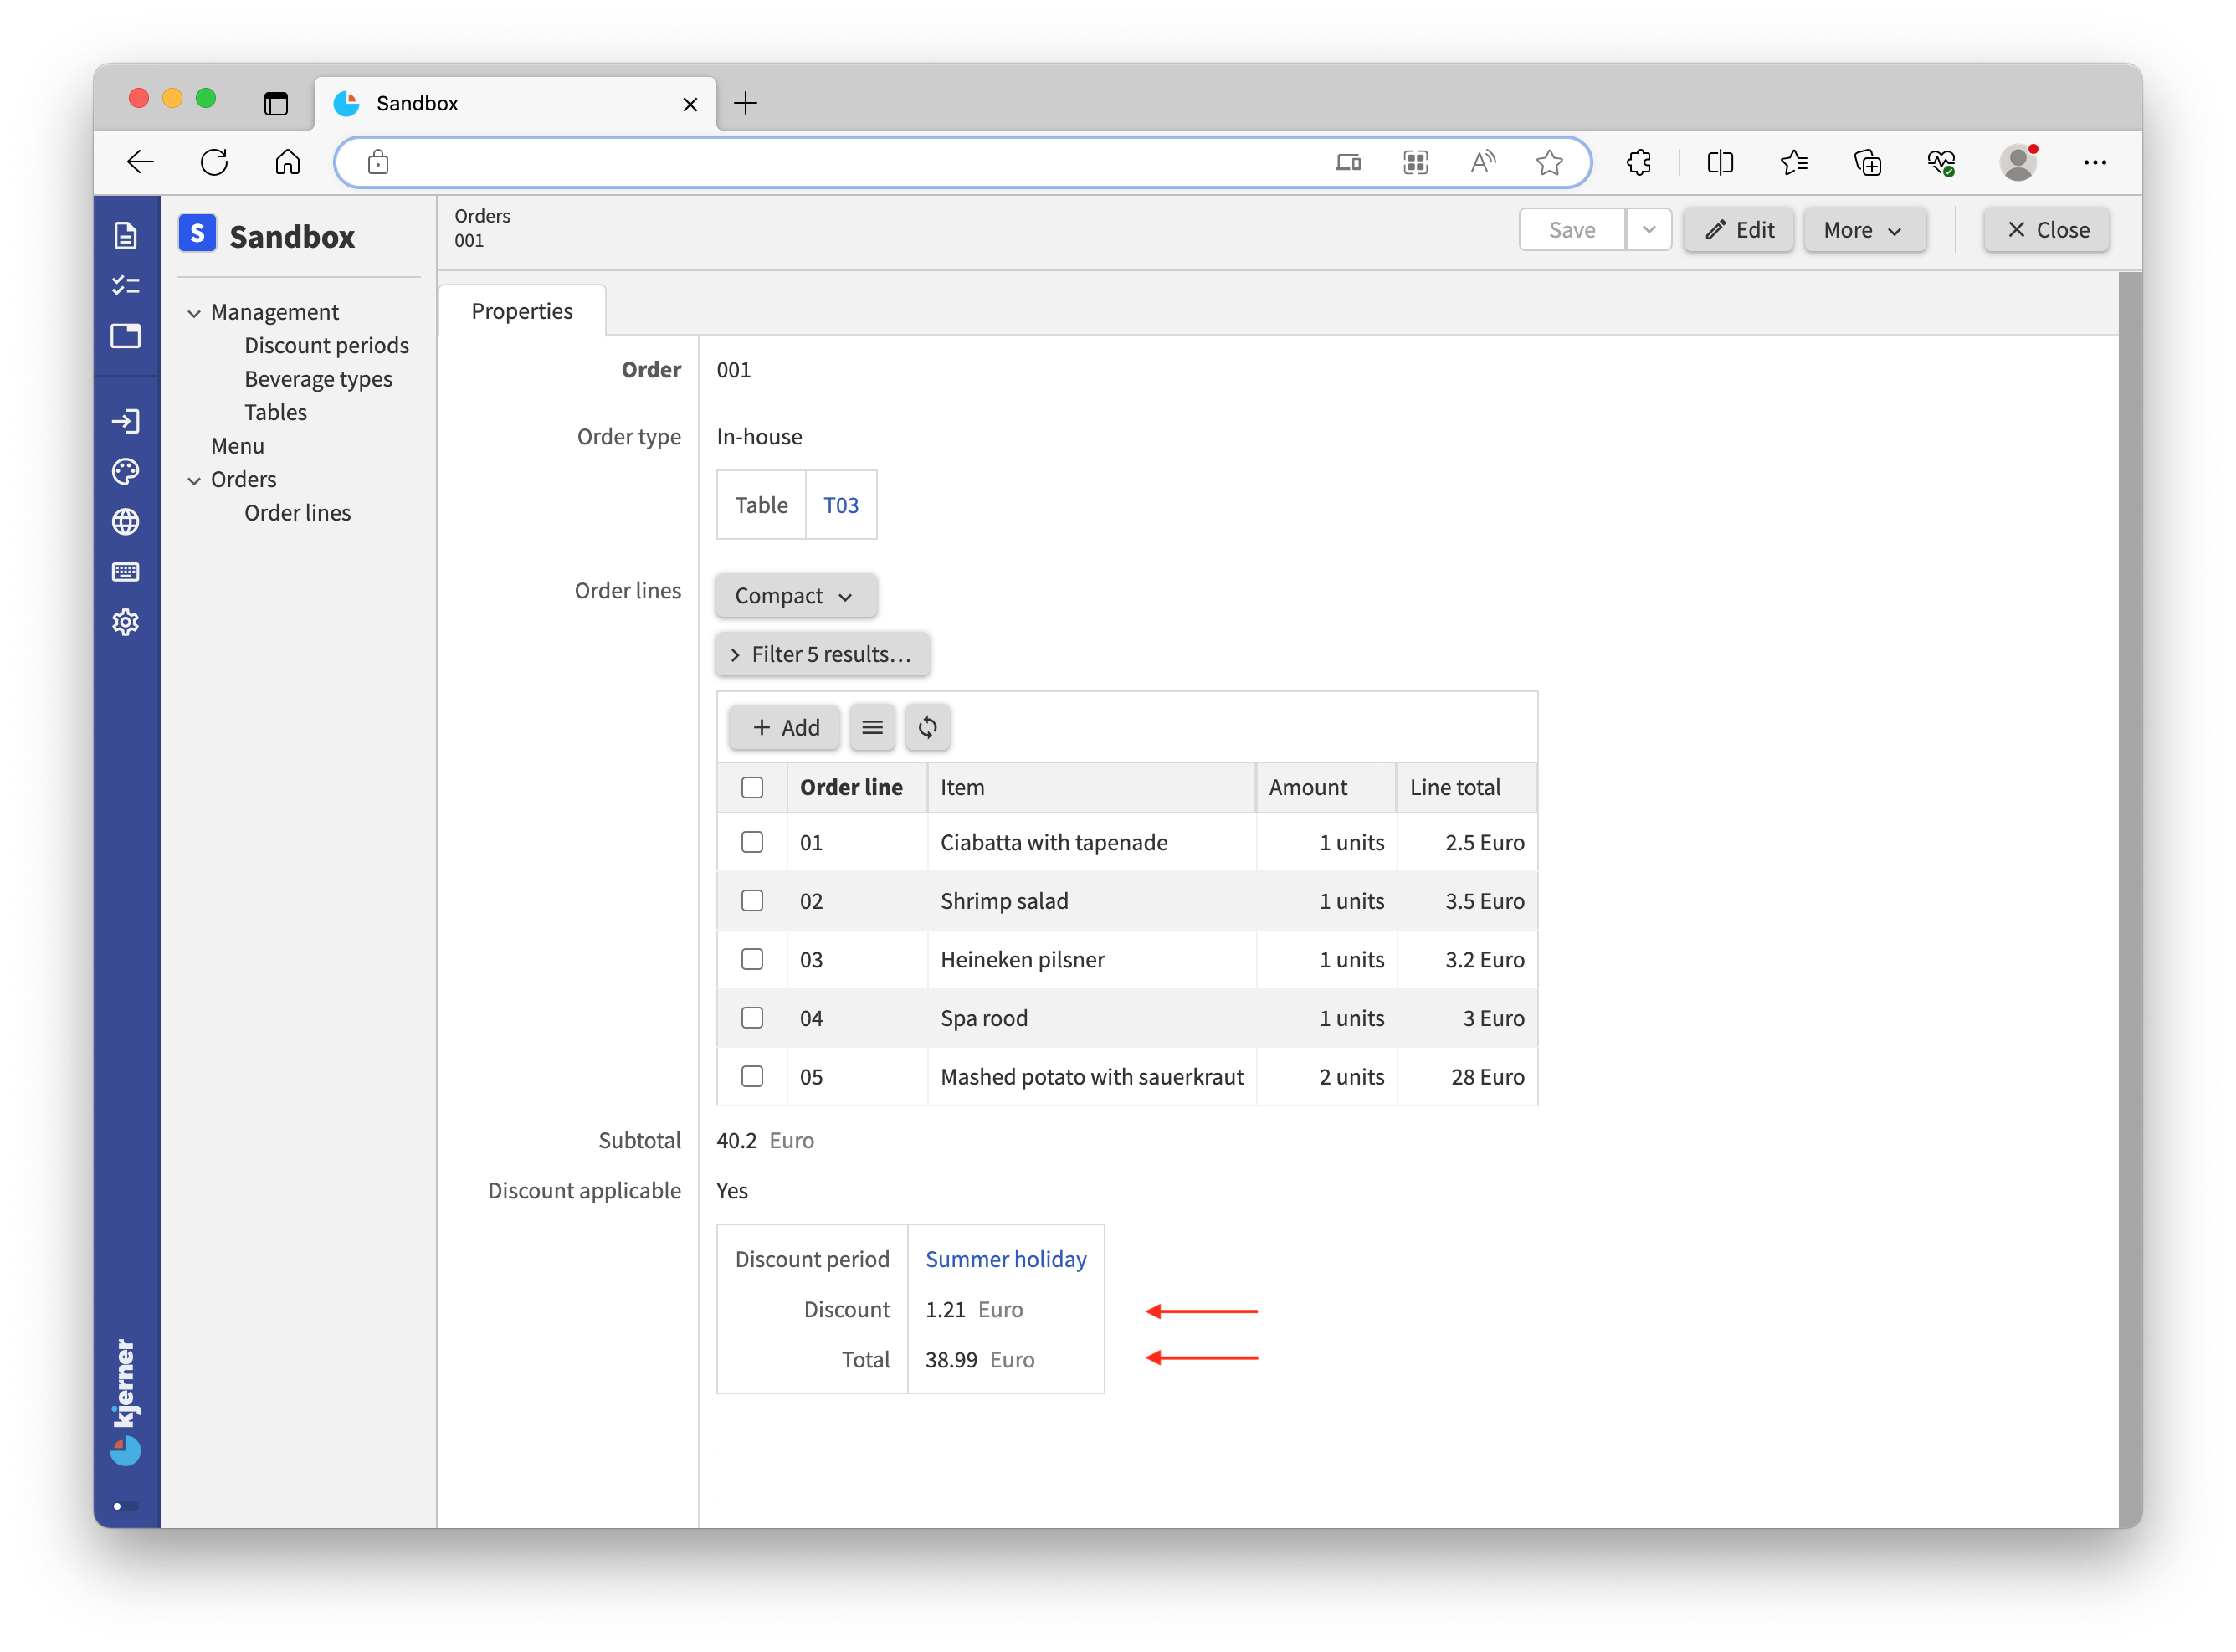 Sandbox
S Sandbox
Management
Discount periods
Beverage types
Tables
Menu
Orders
Order lines
kjerner
Orders
001
Save
Edit
More
Close
Properties
Order 001
Order type In-house
Table T03
Order lines Compact
Filter 5 results...
Add
Order line Item Amount Line total
01 Ciabatta with tapenade 1 units 2.5 Euro
02 Shrimp salad 1 units 3.5 Euro
03 Heineken pilsner 1 units 3.2 Euro
04 Spa rood 1 units 3 Euro
05 Mashed potato with sauerkraut 2 units 28 Euro
Subtotal 40.2 Euro
Discount applicable Yes
Discount period Summer holiday
Discount 1.21 Euro
Total 38.99 Euro